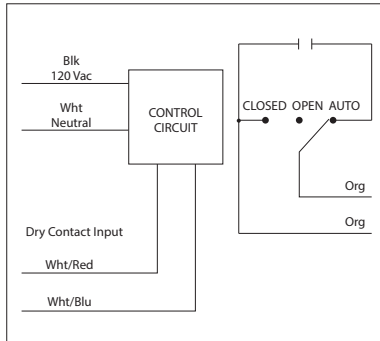 Blk
120 Vac
Wht
Neutral
CONTROL
CIRCUIT
CLOSED OPEN AUTO
Org
Org
Dry Contact Input
Wht/Red
Wht/Blu